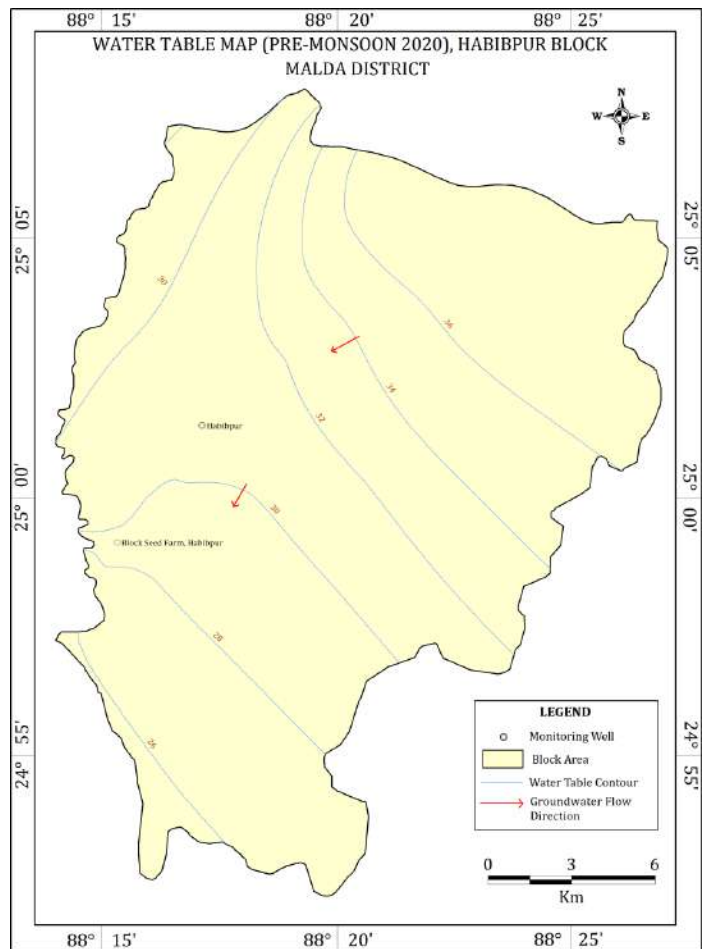 88° 15'
88° 20'
88° 25'
WATER TABLE MAP (PRE-MONSOON 2020), HABIBPUR BLOCK
MALDA DISTRICT
N
W E
S
25° 05'
25° 05'
30
36
34
32
Habibpur
25° 00'
25° 00'
30
Block Seed Farm, Habibpur
28
26
24° 55'
24° 55'
LEGEND
Monitoring Well
Block Area
Water Table Contour
Groundwater Flow
Direction
0 3 6
Km
88° 15'
88° 20'
88° 25'